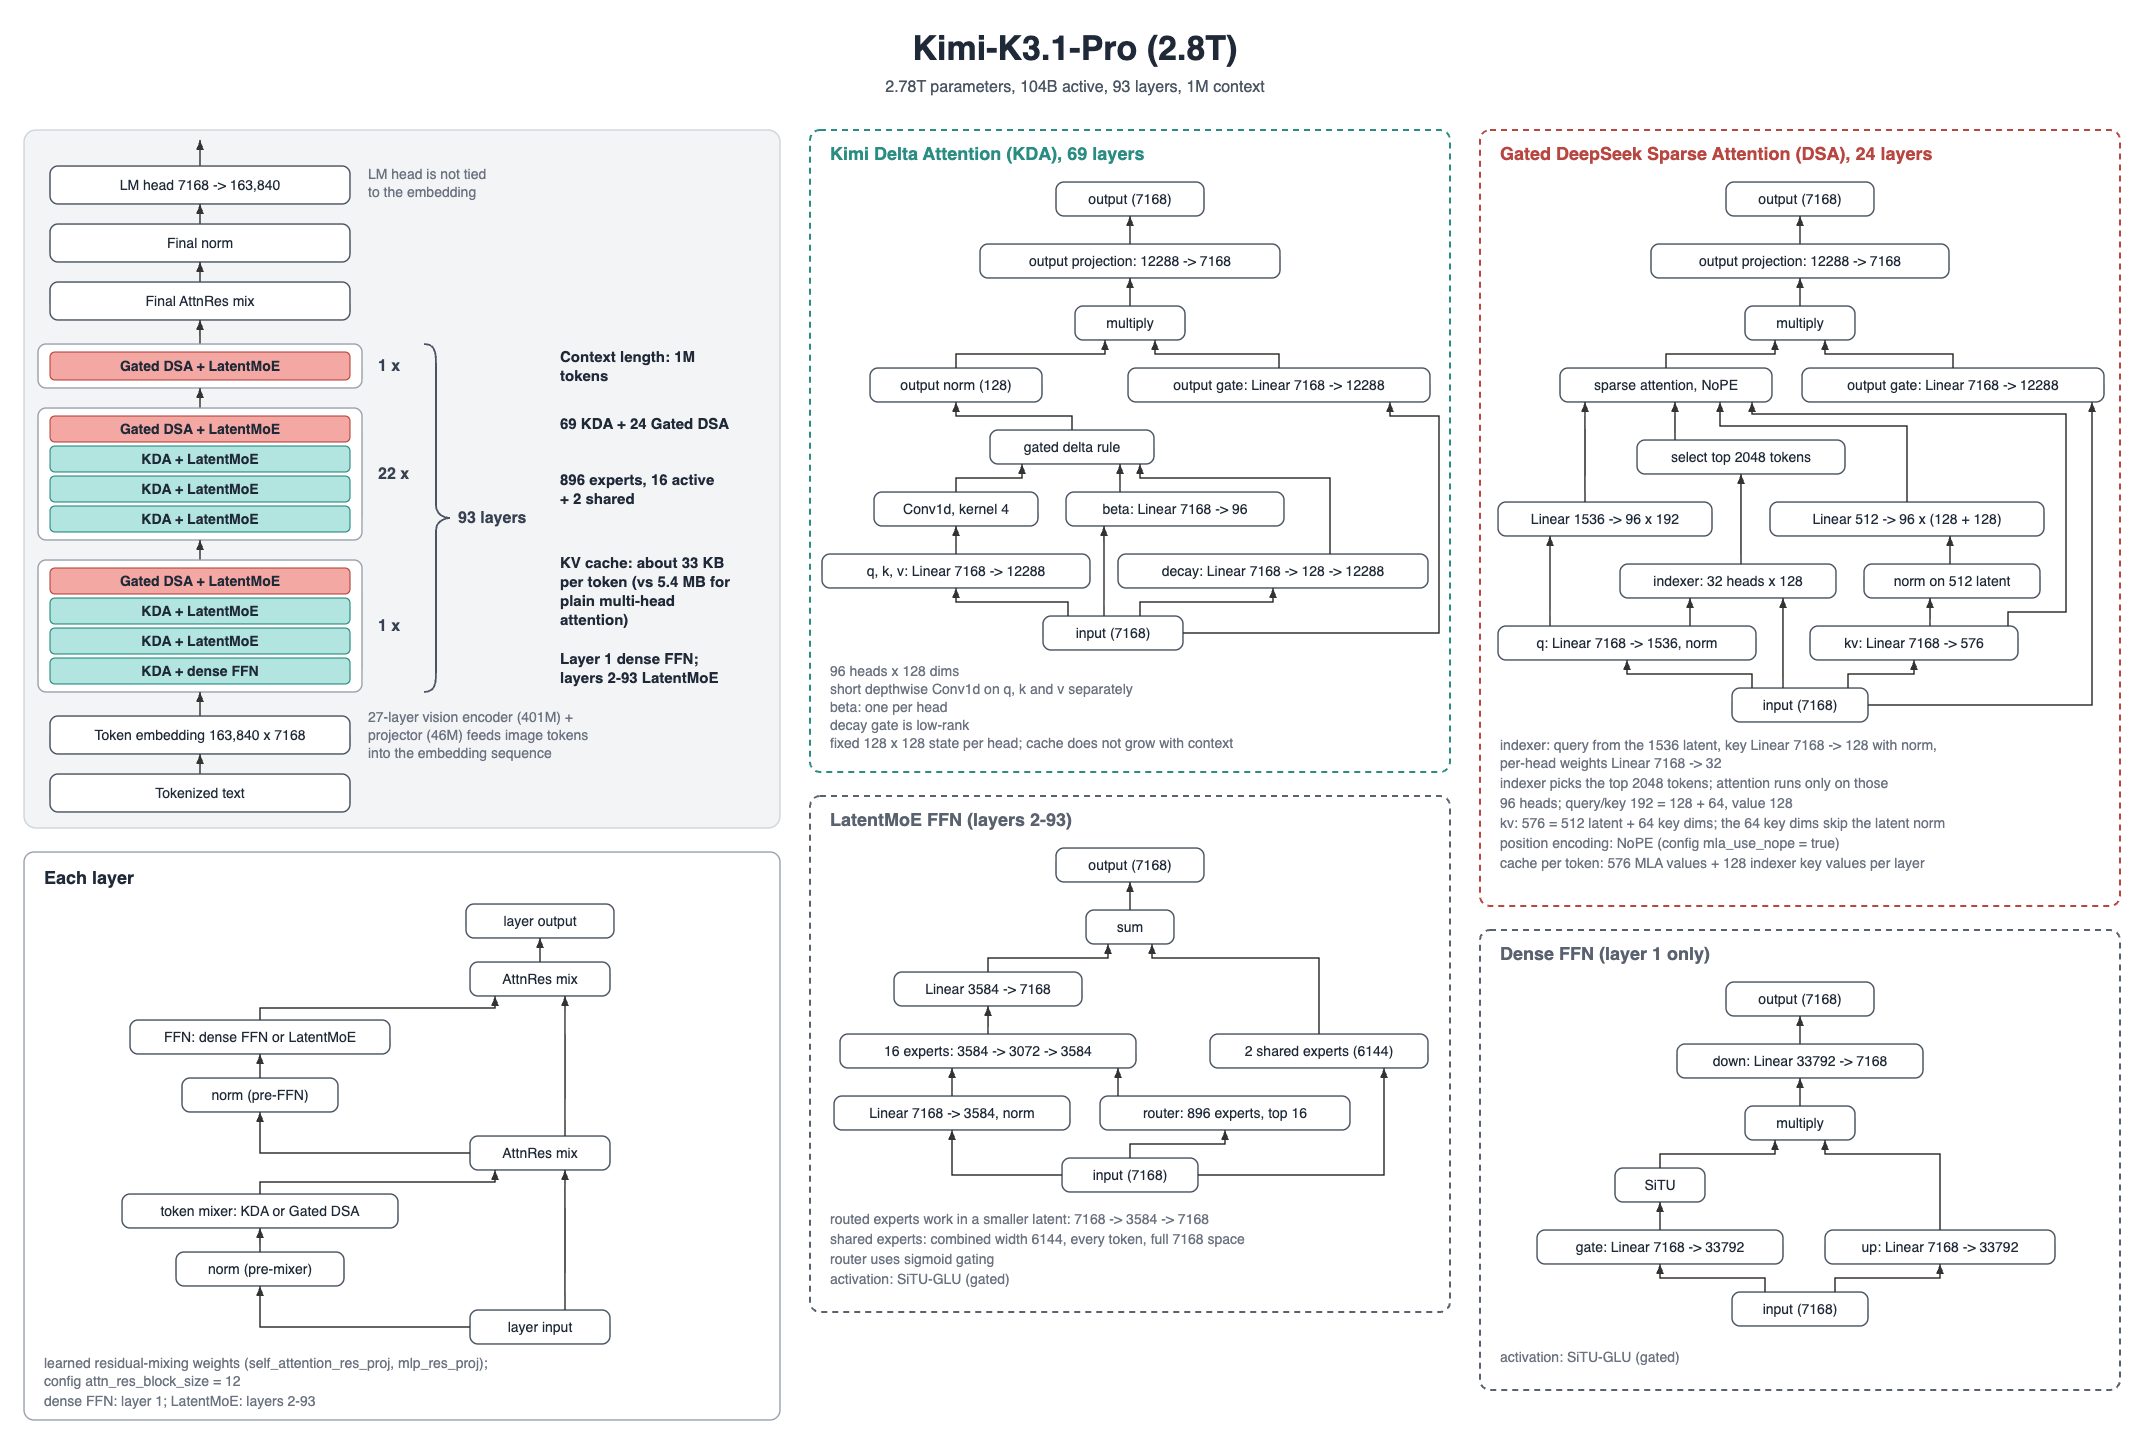 Kimi-K3.1-Pro (2.8T)
2.78T parameters, 104B active, 93 layers, 1M context
LM head 7168 -> 163,840
LM head is not tied
to the embedding
Final norm
Final AttnRes mix
Gated DSA + LatentMoE
1 x
Gated DSA + LatentMoE
KDA + LatentMoE
KDA + LatentMoE
KDA + LatentMoE
22 x
Gated DSA + LatentMoE
KDA + LatentMoE
KDA + LatentMoE
KDA + dense FFN
1 x
93 layers
Context length: 1M
tokens
69 KDA + 24 Gated DSA
896 experts, 16 active
+ 2 shared
KV cache: about 33 KB
per token (vs 5.4 MB for
plain multi-head
attention)
Layer 1 dense FFN;
layers 2-93 LatentMoE
Token embedding 163,840 x 7168
27-layer vision encoder (401M) +
projector (46M) feeds image tokens
into the embedding sequence
Tokenized text
Each layer
layer output
AttnRes mix
FFN: dense FFN or LatentMoE
norm (pre-FFN)
AttnRes mix
token mixer: KDA or Gated DSA
norm (pre-mixer)
layer input
learned residual-mixing weights (self_attention_res_proj, mlp_res_proj);
config attn_res_block_size = 12
dense FFN: layer 1; LatentMoE: layers 2-93
Kimi Delta Attention (KDA), 69 layers
output (7168)
output projection: 12288 -> 7168
multiply
output norm (128)
output gate: Linear 7168 -> 12288
gated delta rule
Conv1d, kernel 4
beta: Linear 7168 -> 96
q, k, v: Linear 7168 -> 12288
decay: Linear 7168 -> 128 -> 12288
input (7168)
96 heads x 128 dims
short depthwise Conv1d on q, k and v separately
beta: one per head
decay gate is low-rank
fixed 128 x 128 state per head; cache does not grow with context
LatentMoE FFN (layers 2-93)
output (7168)
sum
Linear 3584 -> 7168
16 experts: 3584 -> 3072 -> 3584
2 shared experts (6144)
Linear 7168 -> 3584, norm
router: 896 experts, top 16
input (7168)
routed experts work in a smaller latent: 7168 -> 3584 -> 7168
shared experts: combined width 6144, every token, full 7168 space
router uses sigmoid gating
activation: SiTU-GLU (gated)
Gated DeepSeek Sparse Attention (DSA), 24 layers
output (7168)
output projection: 12288 -> 7168
multiply
sparse attention, NoPE
output gate: Linear 7168 -> 12288
select top 2048 tokens
Linear 1536 -> 96 x 192
Linear 512 -> 96 x (128 + 128)
indexer: 32 heads x 128
norm on 512 latent
q: Linear 7168 -> 1536, norm
kv: Linear 7168 -> 576
input (7168)
indexer: query from the 1536 latent, key Linear 7168 -> 128 with norm,
per-head weights Linear 7168 -> 32
indexer picks the top 2048 tokens; attention runs only on those
96 heads; query/key 192 = 128 + 64, value 128
kv: 576 = 512 latent + 64 key dims; the 64 key dims skip the latent norm
position encoding: NoPE (config mla_use_nope = true)
cache per token: 576 MLA values + 128 indexer key values per layer
Dense FFN (layer 1 only)
output (7168)
down: Linear 33792 -> 7168
multiply
SiTU
gate: Linear 7168 -> 33792
up: Linear 7168 -> 33792
input (7168)
activation: SiTU-GLU (gated)